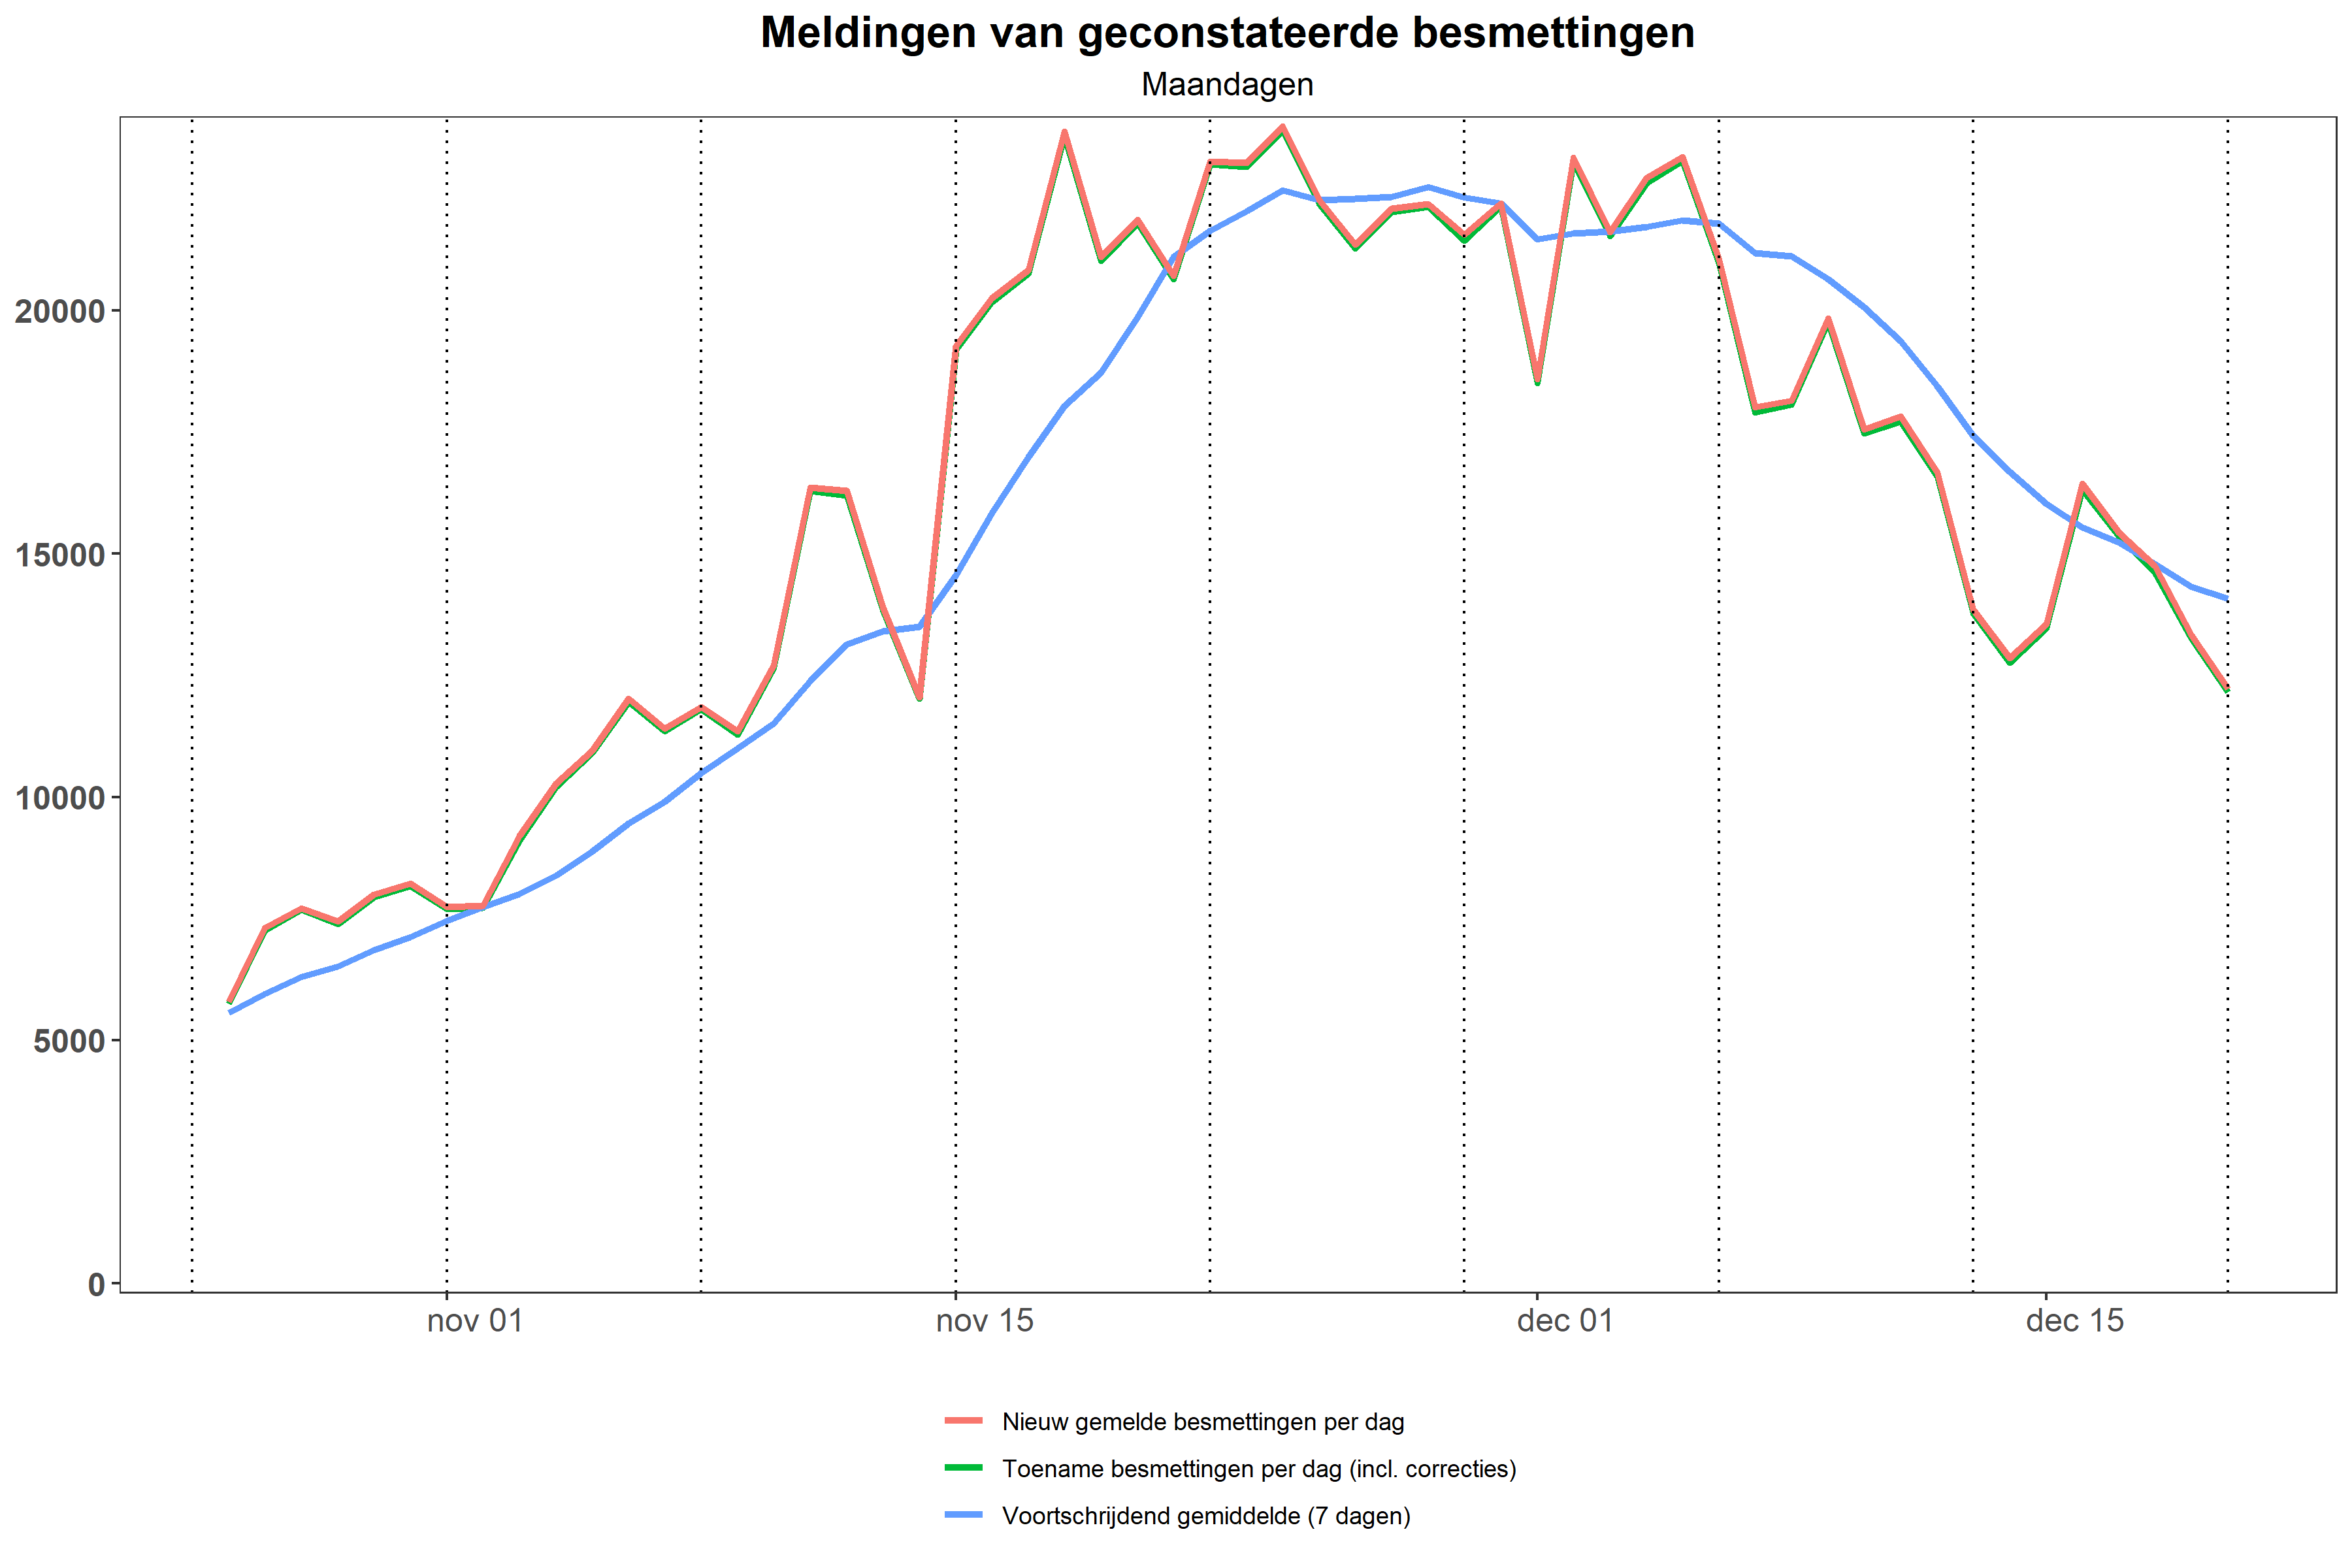 Meldingen van geconstateerde besmettingen
Maandagen
20000
15000
10000
5000
0
nov 01
nov 15
dec 01
dec 15
Nieuw gemelde besmettingen per dag
Toename besmettingen per dag (incl. correcties)
Voortschrijdend gemiddelde (7 dagen)